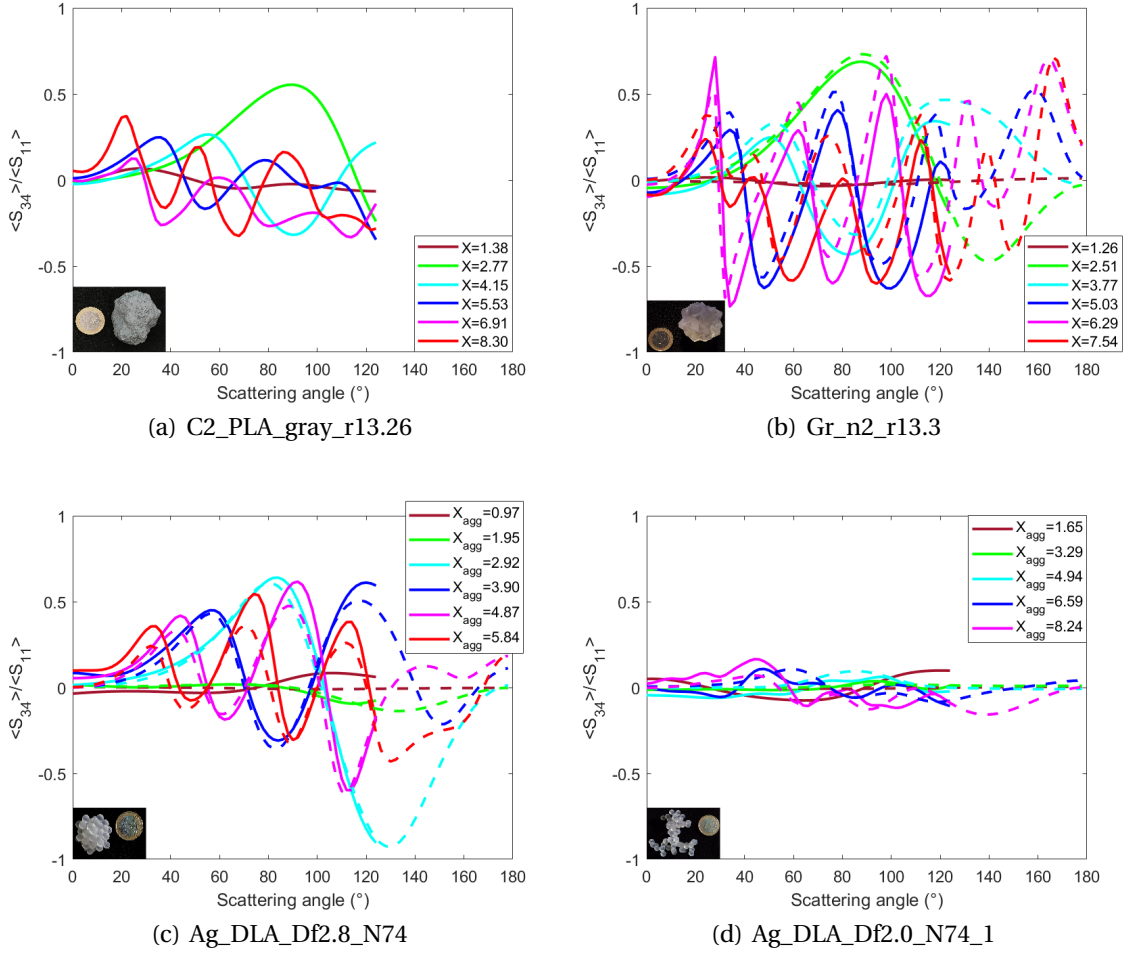 1
0.5
0
-0.5
-1
<S34>/<S11>
X=1.38
X=2.77
X=4.15
X=5.53
X=6.91
X=8.30
0 20 40 60 80 100 120 140 160 180
Scattering angle (°)
(a) C2_PLA_gray_r13.26
1
0.5
0
-0.5
-1
<S34>/<S11>
X=1.26
X=2.51
X=3.77
X=5.03
X=6.29
X=7.54
0 20 40 60 80 100 120 140 160 180
Scattering angle (°)
(b) Gr_n2_r13.3
1
0.5
0
-0.5
-1
<S34>/<S11>
Xagg=0.97
Xagg=1.95
Xagg=2.92
Xagg=3.90
Xagg=4.87
Xagg=5.84
0 20 40 60 80 100 120 140 160 180
Scattering angle (°)
(c) Ag_DLA_Df2.8_N74
1
0.5
0
-0.5
-1
<S34>/<S11>
Xagg=1.65
Xagg=3.29
Xagg=4.94
Xagg=6.59
Xagg=8.24
0 20 40 60 80 100 120 140 160 180
Scattering angle (°)
(d) Ag_DLA_Df2.0_N74_1